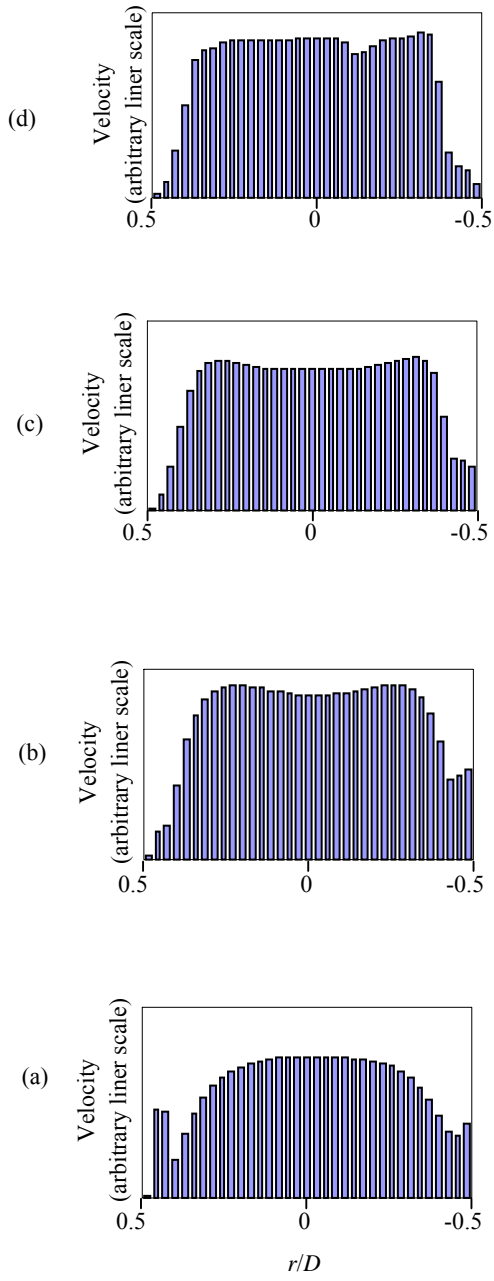 (d)
Velocity
(arbitrary liner scale)
0.5 0 -0.5
(c)
Velocity
(arbitrary liner scale)
0.5 0 -0.5
(b)
Velocity
(arbitrary liner scale)
0.5 0 -0.5
(a)
Velocity
(arbitrary liner scale)
0.5 0 -0.5
r/D